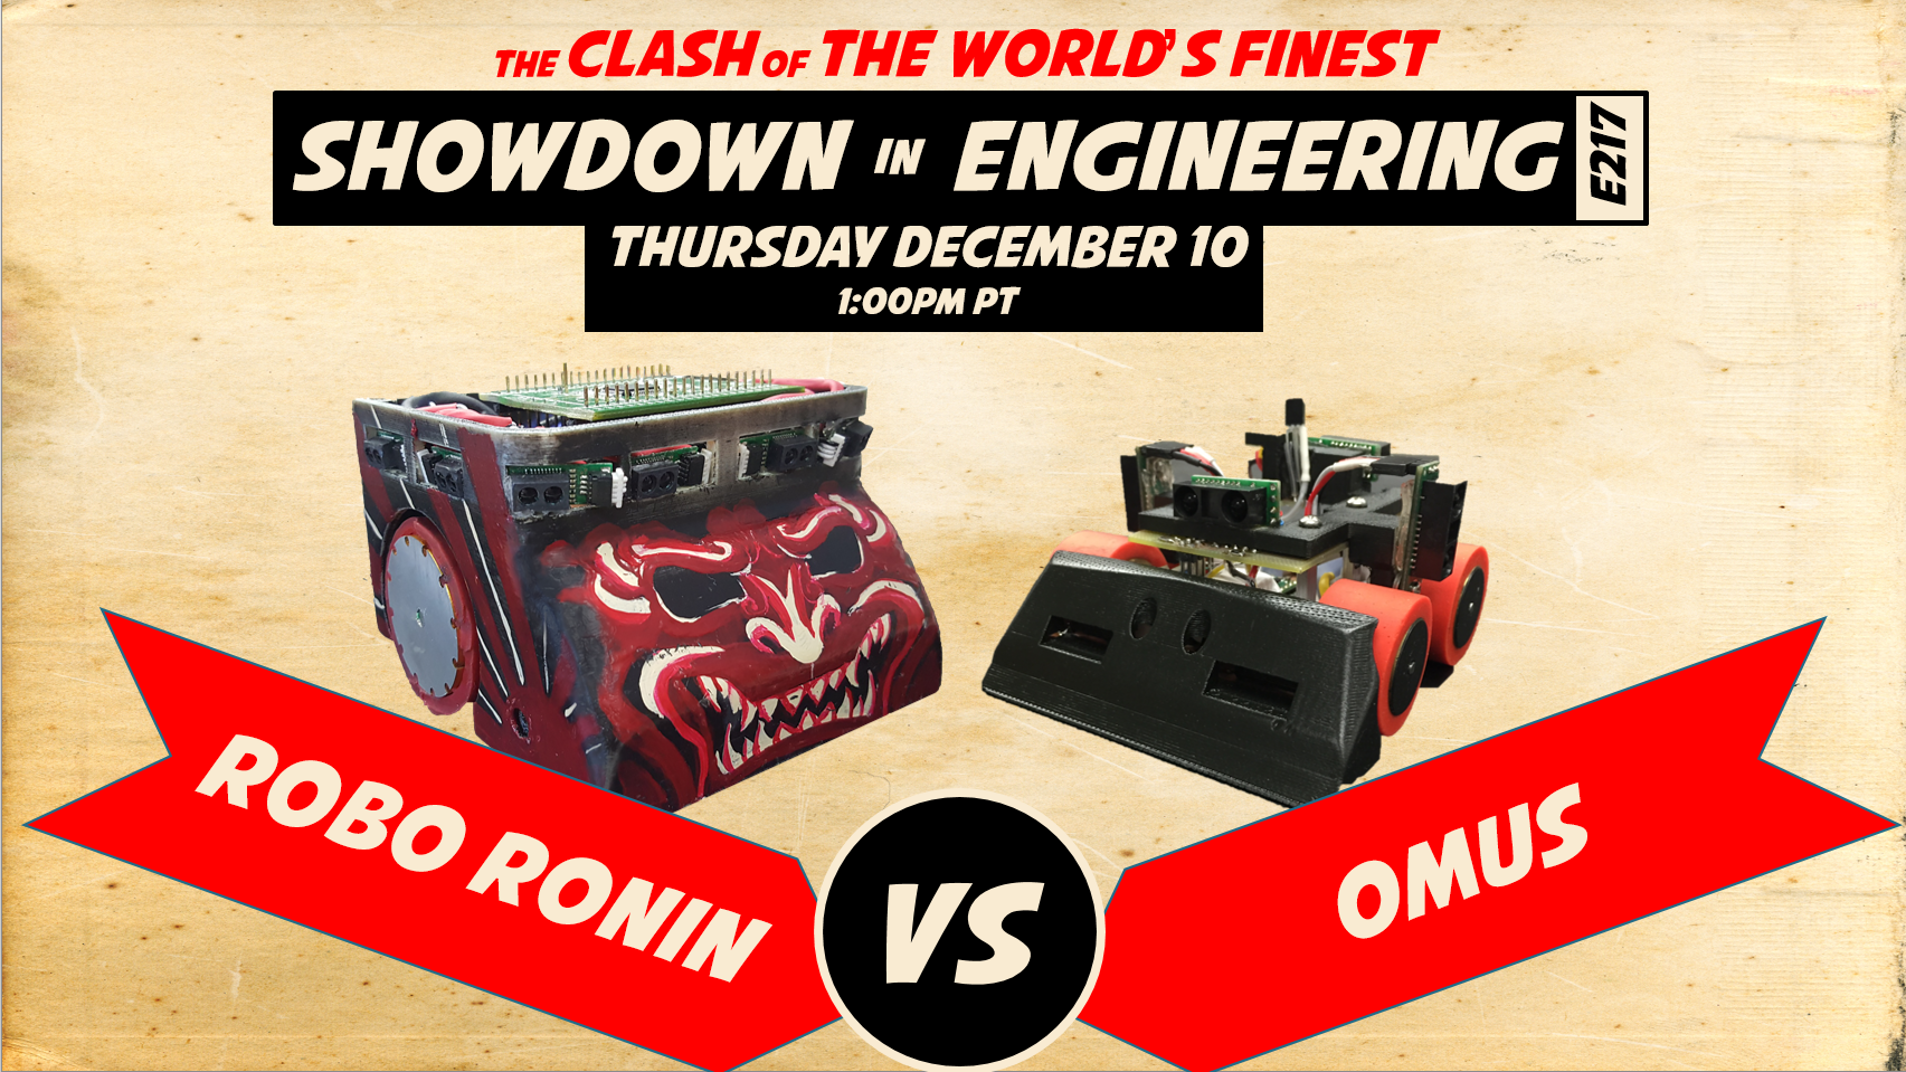 THE CLASH OF THE WORLD'S FINEST
SHOWDOWN IN ENGINEERING E217
THURSDAY DECEMBER 10
1:00PM PT
ROBO RONIN
VS
OMUS